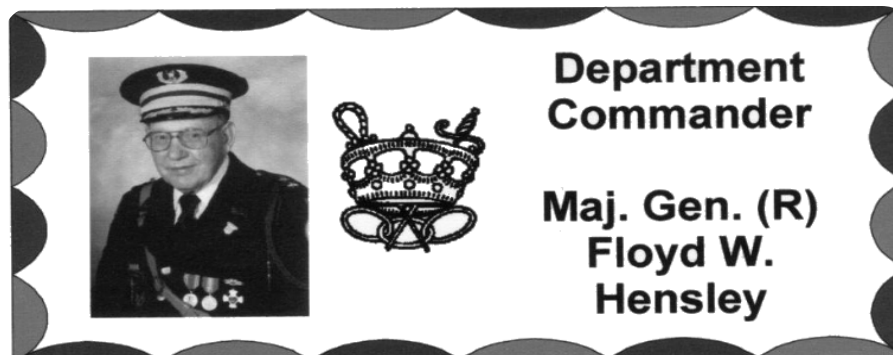 Department
Commander
Maj. Gen. (R)
Floyd W.
Hensley